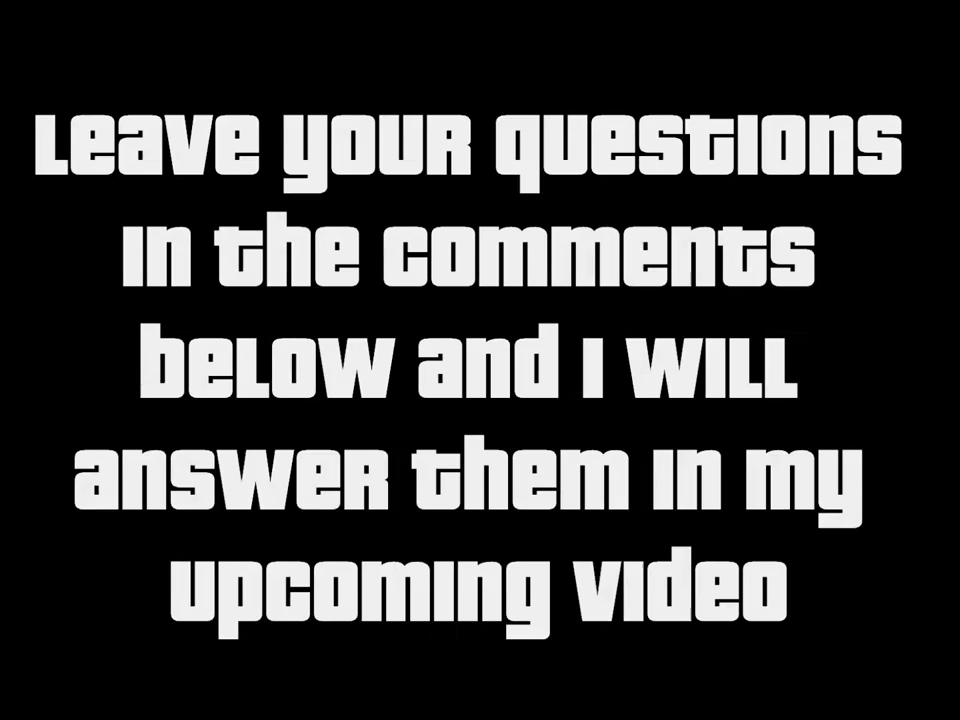 Leave your questions
in the comments
below and I will
answer them in my
upcoming video